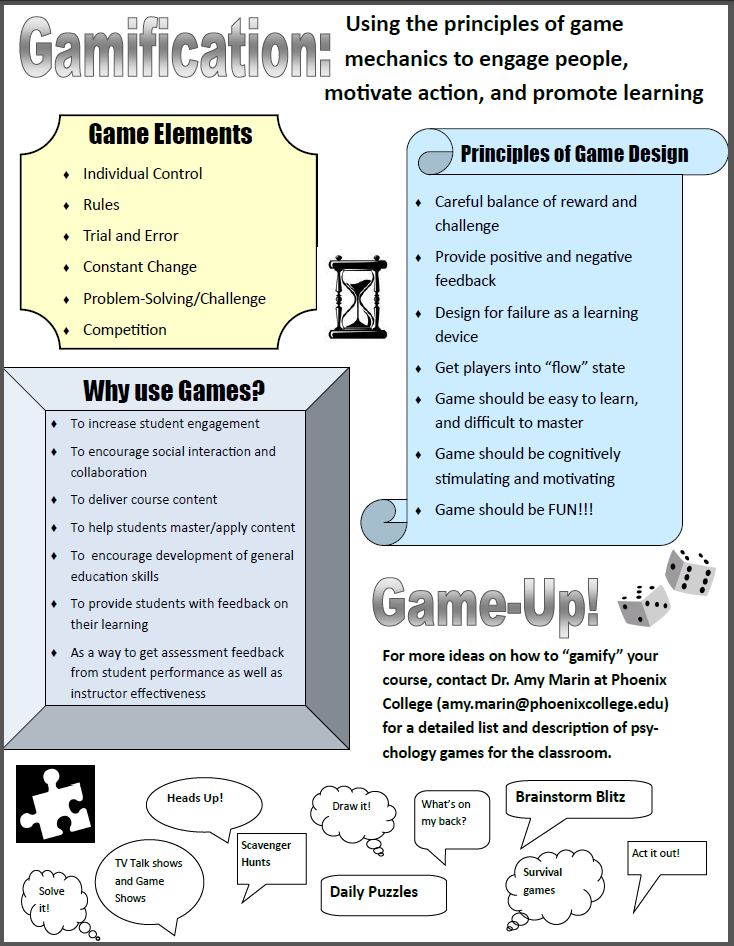 Gamification:
Using the principles of game
mechanics to engage people,
motivate action, and promote learning
Game Elements
♦ Individual Control
♦ Rules
♦ Trial and Error
♦ Constant Change
♦ Problem-Solving/Challenge
♦ Competition
Principles of Game Design
♦ Careful balance of reward and
challenge
♦ Provide positive and negative
feedback
♦ Design for failure as a learning
device
♦ Get players into “flow” state
♦ Game should be easy to learn,
and difficult to master
♦ Game should be cognitively
stimulating and motivating
♦ Game should be FUN!!!
Why use Games?
♦ To increase student engagement
♦ To encourage social interaction and
collaboration
♦ To deliver course content
♦ To help students master/apply content
♦ To encourage development of general
education skills
♦ To provide students with feedback on
their learning
♦ As a way to get assessment feedback
from student performance as well as
instructor effectiveness
Game-Up!
For more ideas on how to “gamify” your
course, contact Dr. Amy Marin at Phoenix
College (amy.marin@phoenixcollege.edu)
for a detailed list and description of psy-
chology games for the classroom.
Heads Up!
Draw it!
What's on
my back?
Brainstorm Blitz
Solve
it!
TV Talk shows
and Game
Shows
Scavenger
Hunts
Daily Puzzles
Survival
games
Act it out!